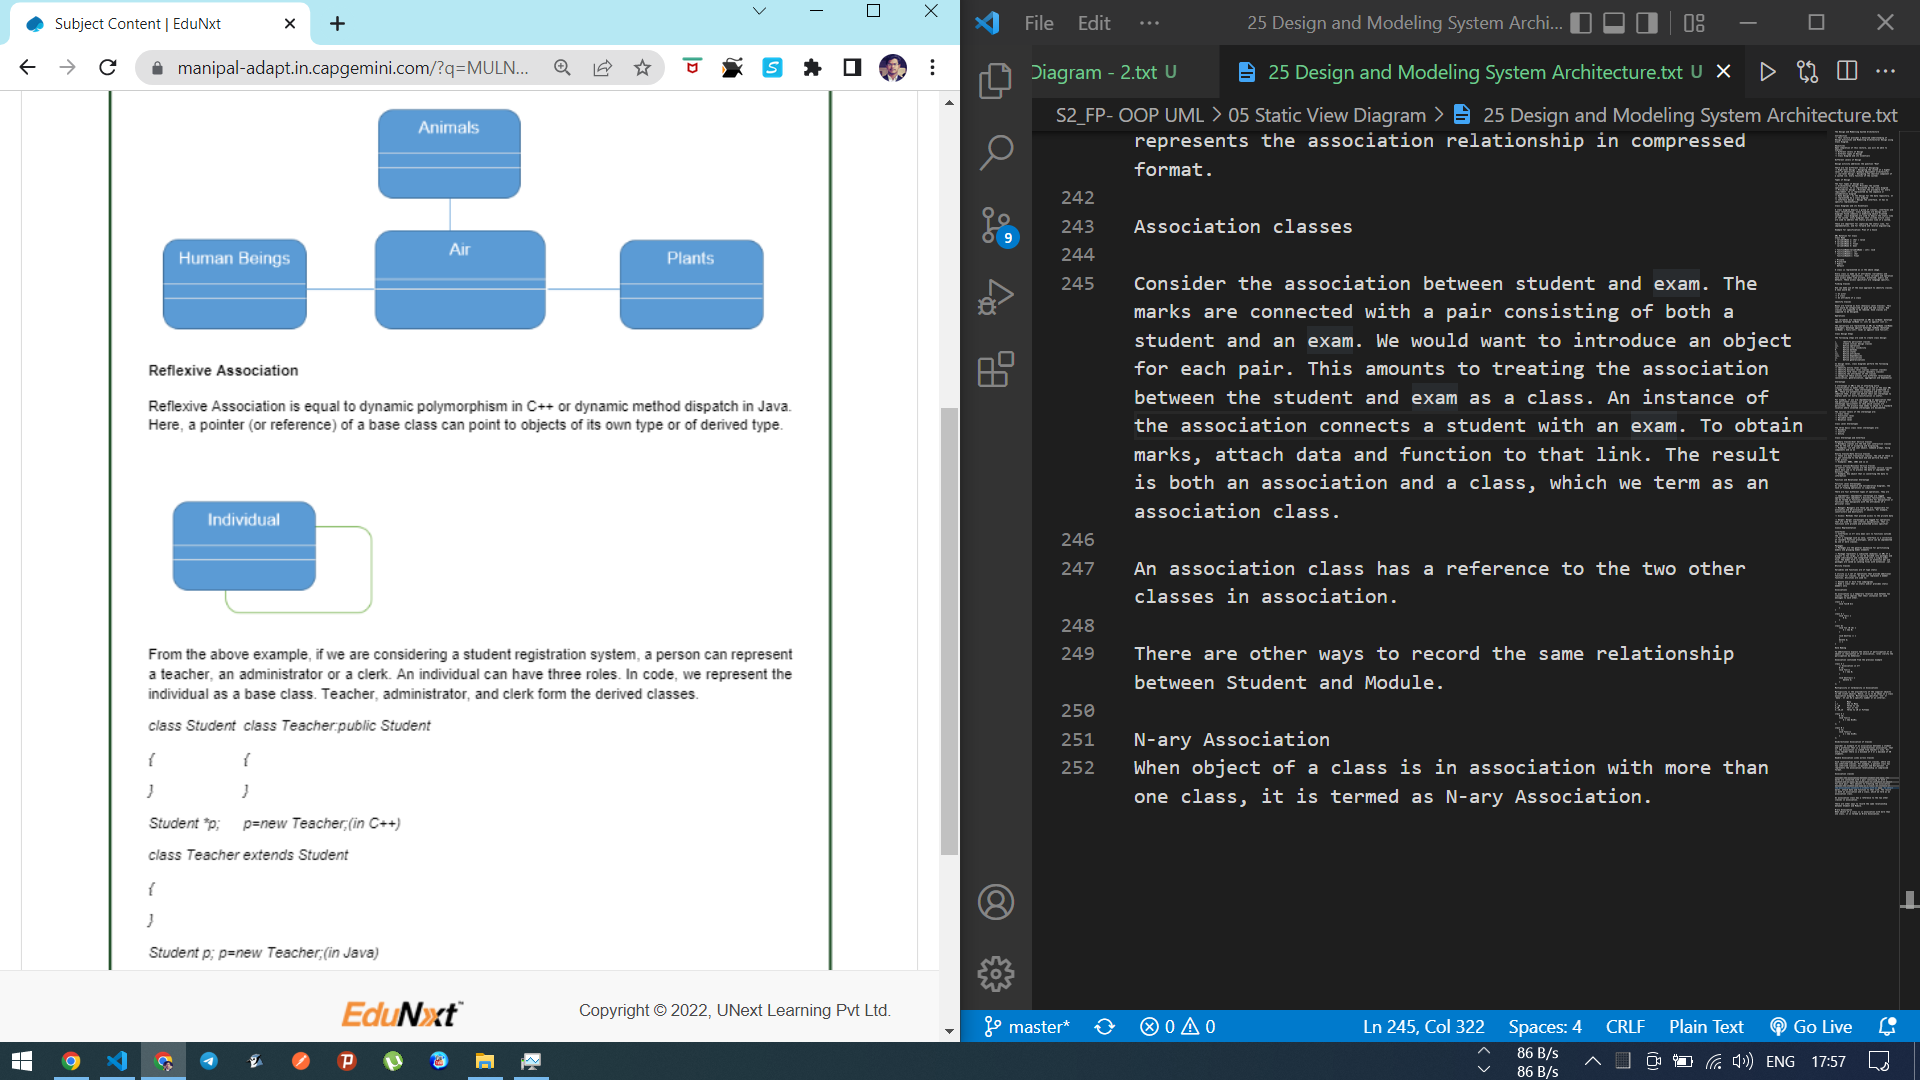 Subject Content | EduNxt
manipal-adapt.in.capgemini.com/?q=MULN...
Animals
Human Beings
Air
Plants
Reflexive Association
Reflexive Association is equal to dynamic polymorphism in C++ or dynamic method dispatch in Java.
Here, a pointer (or reference) of a base class can point to objects of its own type or of derived type.
Individual
From the above example, if we are considering a student registration system, a person can represent
a teacher, an administrator or a clerk. An individual can have three roles. In code, we represent the
individual as a base class. Teacher, administrator, and clerk form the derived classes.
class Student class Teacher:public Student
{ {
} }
Student *p; p=new Teacher;(in C++)
class Teacher extends Student
{
}
Student p; p=new Teacher;(in Java)
EduNxt™
Copyright © 2022, UNext Learning Pvt Ltd.
File Edit ··· 25 Design and Modeling System Archi...
Diagram - 2.txt U
25 Design and Modeling System Architecture.txt U
S2_FP- OOP UML > 05 Static View Diagram > 25 Design and Modeling System Architecture.txt
9
represents the association relationship in compressed
format.
242
243 Association classes
244
245 Consider the association between student and exam. The
marks are connected with a pair consisting of both a
student and an exam. We would want to introduce an object
for each pair. This amounts to treating the association
between the student and exam as a class. An instance of
the association connects a student with an exam. To obtain
marks, attach data and function to that link. The result
is both an association and a class, which we term as an
association class.
246
247 An association class has a reference to the two other
classes in association.
248
249 There are other ways to record the same relationship
between Student and Module.
250
251 N-ary Association
252 When object of a class is in association with more than
one class, it is termed as N-ary Association.
master* 0 0 Ln 245, Col 322 Spaces: 4 CRLF Plain Text Go Live
86 B/s
86 B/s
ENG 17:57